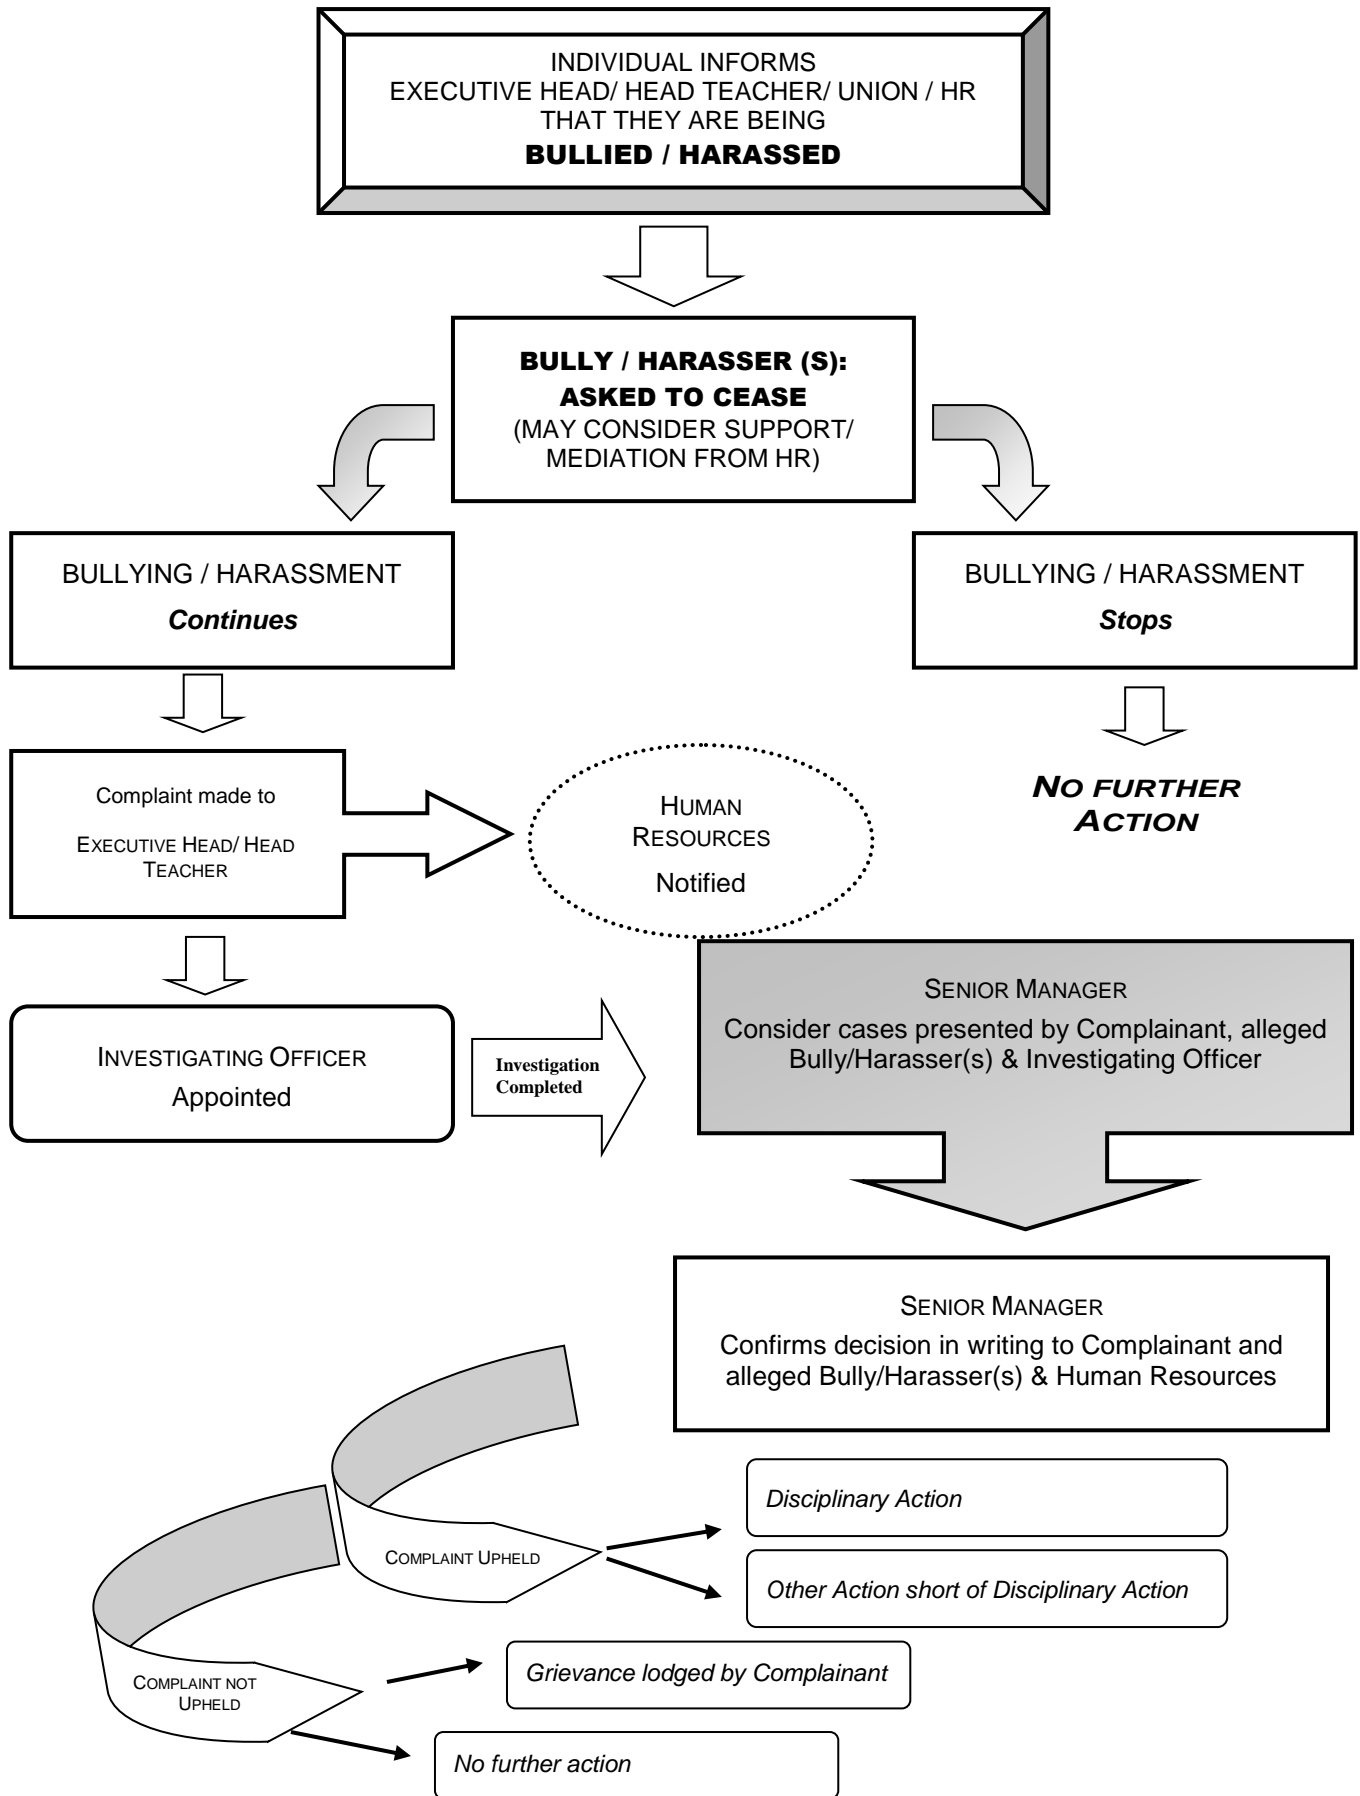 INDIVIDUAL INFORMS
EXECUTIVE HEAD/ HEAD TEACHER/ UNION / HR
THAT THEY ARE BEING
BULLIED / HARASSED
BULLY / HARASSER (S):
ASKED TO CEASE
(MAY CONSIDER SUPPORT/
MEDIATION FROM HR)
BULLYING / HARASSMENT
Continues
BULLYING / HARASSMENT
Stops
Complaint made to
EXECUTIVE HEAD/ HEAD
TEACHER
HUMAN
RESOURCES
Notified
NO FURTHER
ACTION
INVESTIGATING OFFICER
Appointed
Investigation
Completed
SENIOR MANAGER
Consider cases presented by Complainant, alleged
Bully/Harasser(s) & Investigating Officer
SENIOR MANAGER
Confirms decision in writing to Complainant and
alleged Bully/Harasser(s) & Human Resources
COMPLAINT UPHELD
Disciplinary Action
Other Action short of Disciplinary Action
COMPLAINT NOT
UPHELD
Grievance lodged by Complainant
No further action